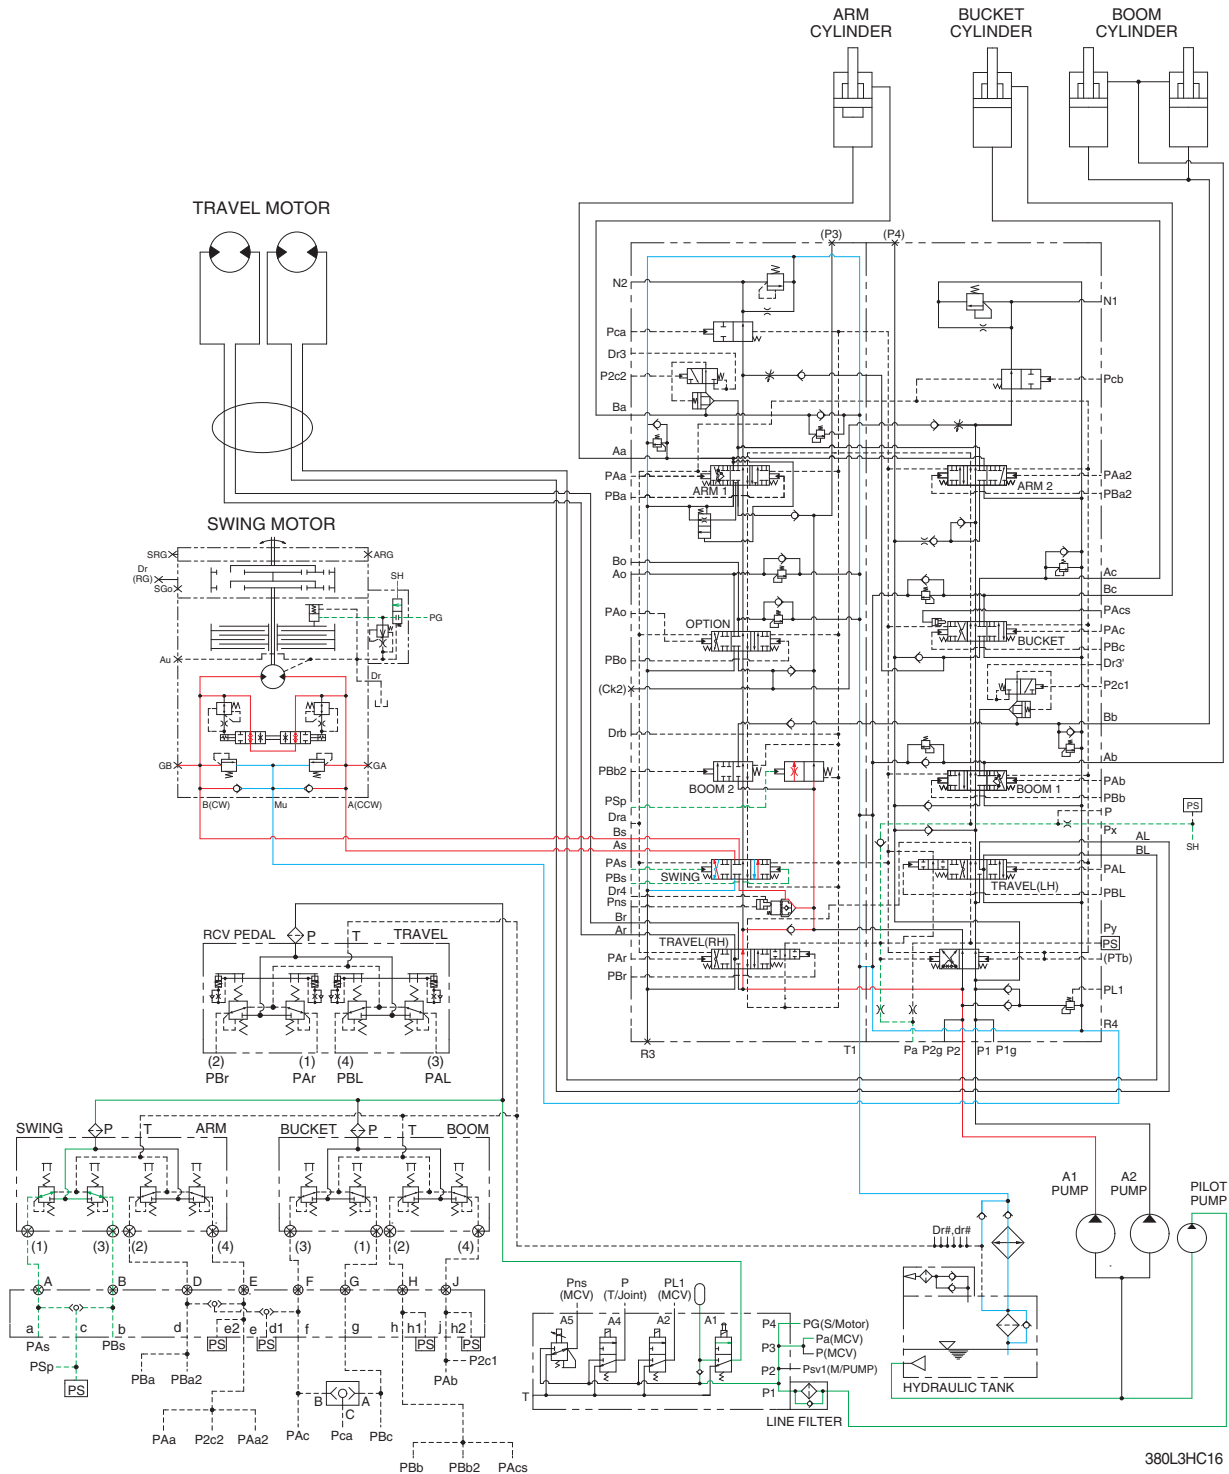 ARM
CYLINDER
BUCKET
CYLINDER
BOOM
CYLINDER
TRAVEL MOTOR
(P3)
(P4)
N2
N1
Pca
Dr3
P2c2
Pcb
Ba
Aa
PAa
PBa
ARM 1
ARM 2
PAa2
PBa2
SWING MOTOR
SRG
ARG
Dr
(RG)
SGo
SH
PG
Au
Dr
GB
GA
B(CW)
Mu
A(CCW)
Bo
Ao
PAo
OPTION
PBo
(Ck2)
Drb
PBb2
BOOM 2
PSp
Dra
Bs
As
PAs
PBs
SWING
Dr4
Pns
Br
Ar
TRAVEL(RH)
PAr
PBr
Ac
Bc
PAcs
PAc
BUCKET
PBc
Dr3'
P2c1
Bb
Ab
PAb
BOOM 1
PBb
P
Px
PS
SH
AL
BL
PAL
TRAVEL(LH)
PBL
Py
PS
(PTb)
PL1
R4
R3
T1
Pa
P2g
P2
P1
P1g
RCV PEDAL
P
T
TRAVEL
(2)
(1)
(4)
(3)
PBr
PAr
PBL
PAL
SWING
P
T
ARM
BUCKET
P
T
BOOM
(1)
(3)
(2)
(4)
(3)
(1)
(2)
(4)
A
B
D
E
F
G
H
J
a
c
b
d
e2
e
d1
f
g
h
h1
j
h2
PS
PS
PS
PS
PAs
PBs
PSp
PS
PBa
PBa2
PAa
P2c2
PAa2
B
A
C
PAc
Pca
PBc
P2c1
PAb
PBb
PBb2
PAcs
Pns
(MCV)
P
(T/Joint)
PL1
(MCV)
A5
A4
A2
A1
T
P4
PG(S/Motor)
P3
Pa(MCV)
P(MCV)
P2
Psv1(M/PUMP)
P1
LINE FILTER
Dr#,dr#
HYDRAULIC TANK
A1
PUMP
A2
PUMP
PILOT
PUMP
380L3HC16